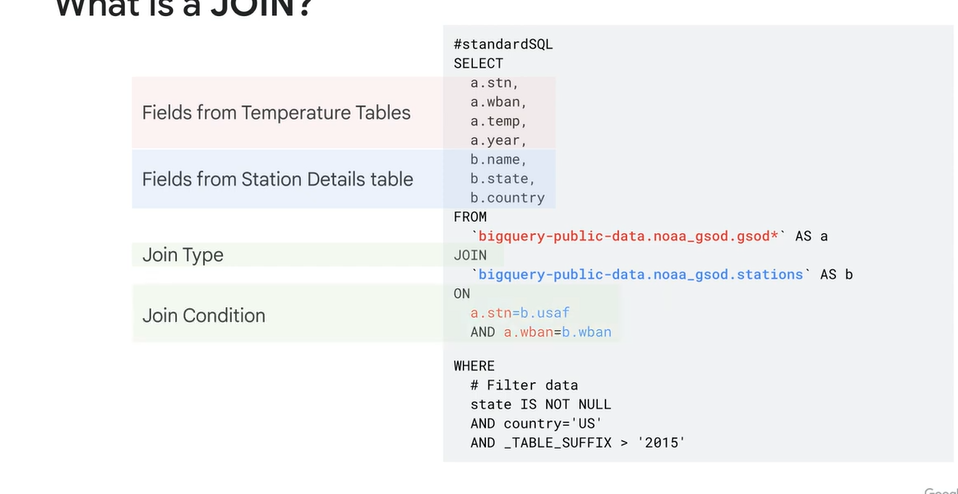 What is a JOIN?
#standardSQL
SELECT
a.stn,
a.wban,
a.temp,
a.year,
b.name,
b.state,
b.country
FROM
`bigquery-public-data.noaa_gsod.gsod*` AS a
JOIN
`bigquery-public-data.noaa_gsod.stations` AS b
ON
a.stn=b.usaf
AND a.wban=b.wban
WHERE
# Filter data
state IS NOT NULL
AND country='US'
AND _TABLE_SUFFIX > '2015'
Fields from Temperature Tables
Fields from Station Details table
Join Type
Join Condition